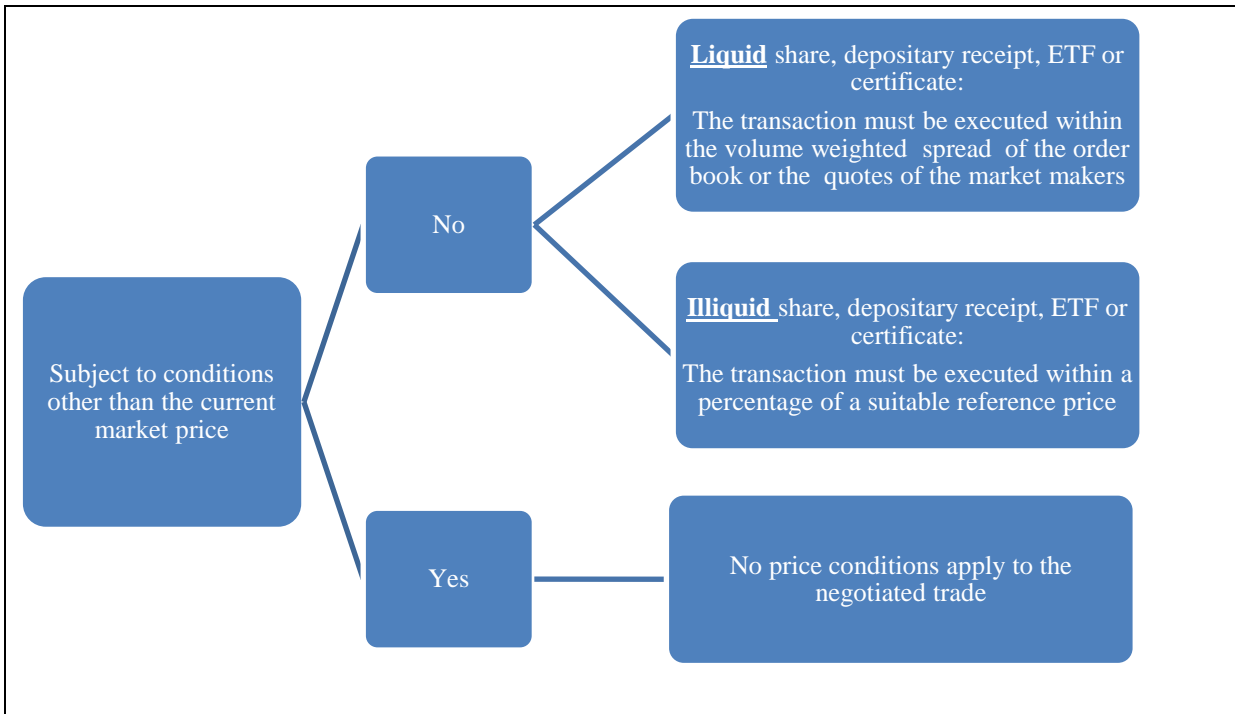 Liquid share, depositary receipt, ETF or
certificate:
The transaction must be executed within
the volume weighted spread of the order
book or the quotes of the market makers
No
Illiquid share, depositary receipt, ETF or
certificate:
The transaction must be executed within a
percentage of a suitable reference price
Subject to conditions
other than the current
market price
Yes
No price conditions apply to the
negotiated trade